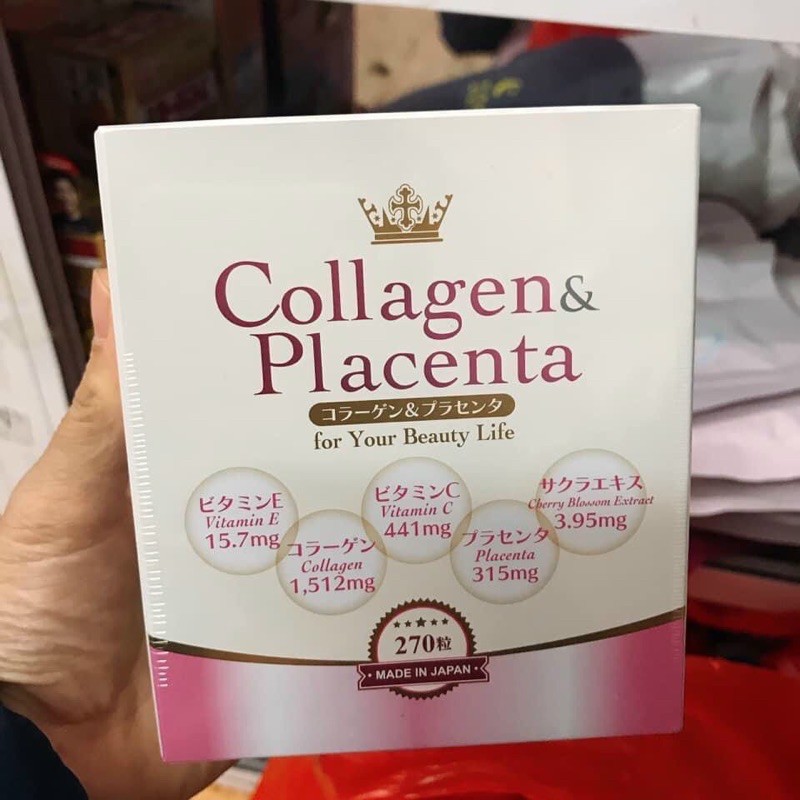 Collagen&
Placenta
コラーゲン&プラセンタ
for Your Beauty Life
ビタミンE
Vitamin E
15.7mg
コラーゲン
Collagen
1,512mg
ビタミンC
Vitamin C
441mg
プラセンタ
Placenta
315mg
サクラエキス
Cherry Blossom Extract
3.95mg
270粒
MADE IN JAPAN